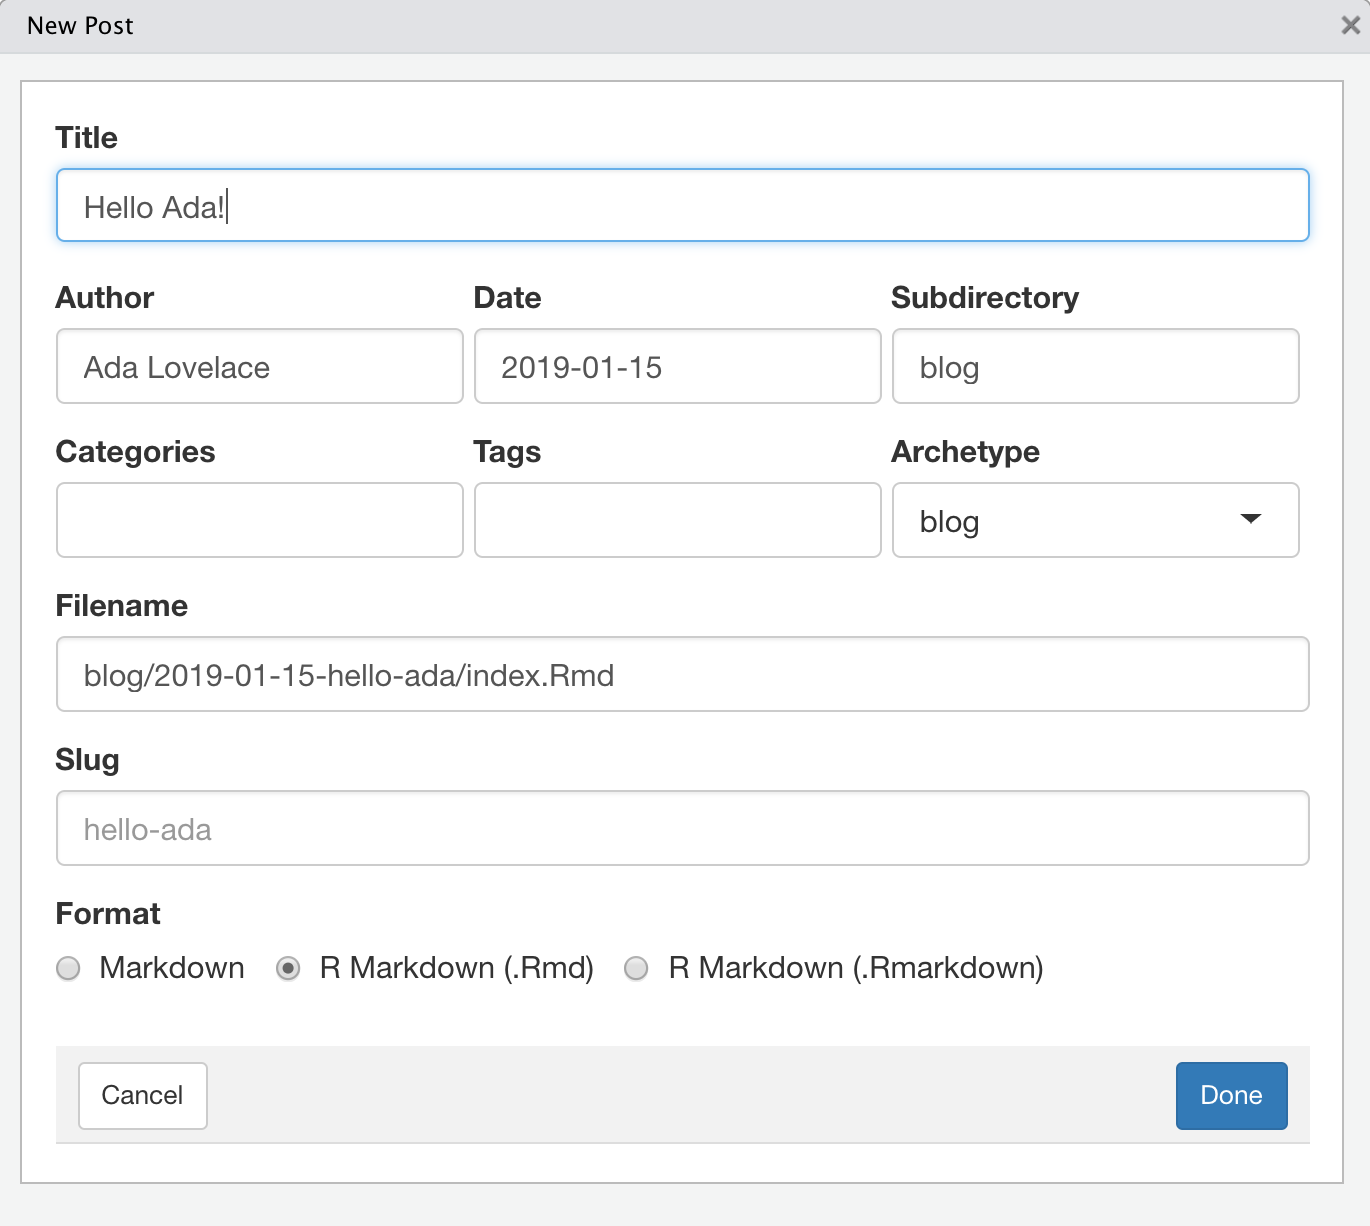 New Post
Title
Hello Ada!
Author Date Subdirectory
Ada Lovelace 2019-01-15 blog
Categories Tags Archetype
blog
Filename
blog/2019-01-15-hello-ada/index.Rmd
Slug
hello-ada
Format
Markdown R Markdown (.Rmd) R Markdown (.Rmarkdown)
Cancel Done